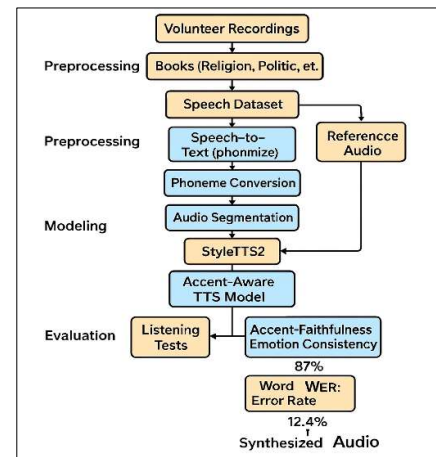 Volunteer Recordings
Preprocessing
Books (Religion, Politic, et.
Speech Dataset
Preprocessing
Speech–to–
Text (phonmize)
Referencce
Audio
Phoneme Conversion
Audio Segmentation
Modeling
StyleTTS2
Accent-Aware
TTS Model
Evaluation
Listening
Tests
Accent-Faithfulness
Emotion Consistency
87%
Word WER:
Error Rate
12.4%
Synthesized Audio